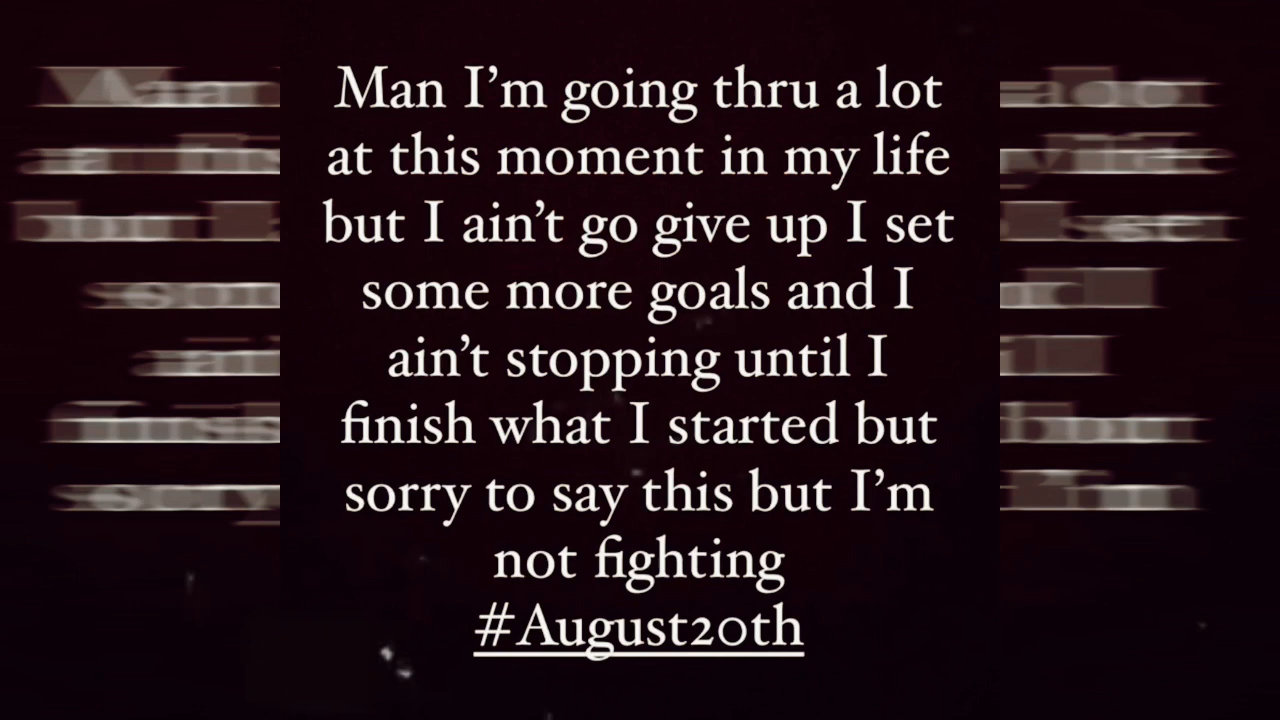 Man I’m going thru a lot
at this moment in my life
but I ain’t go give up I set
some more goals and I
ain’t stopping until I
finish what I started but
sorry to say this but I’m
not fighting
#August20th